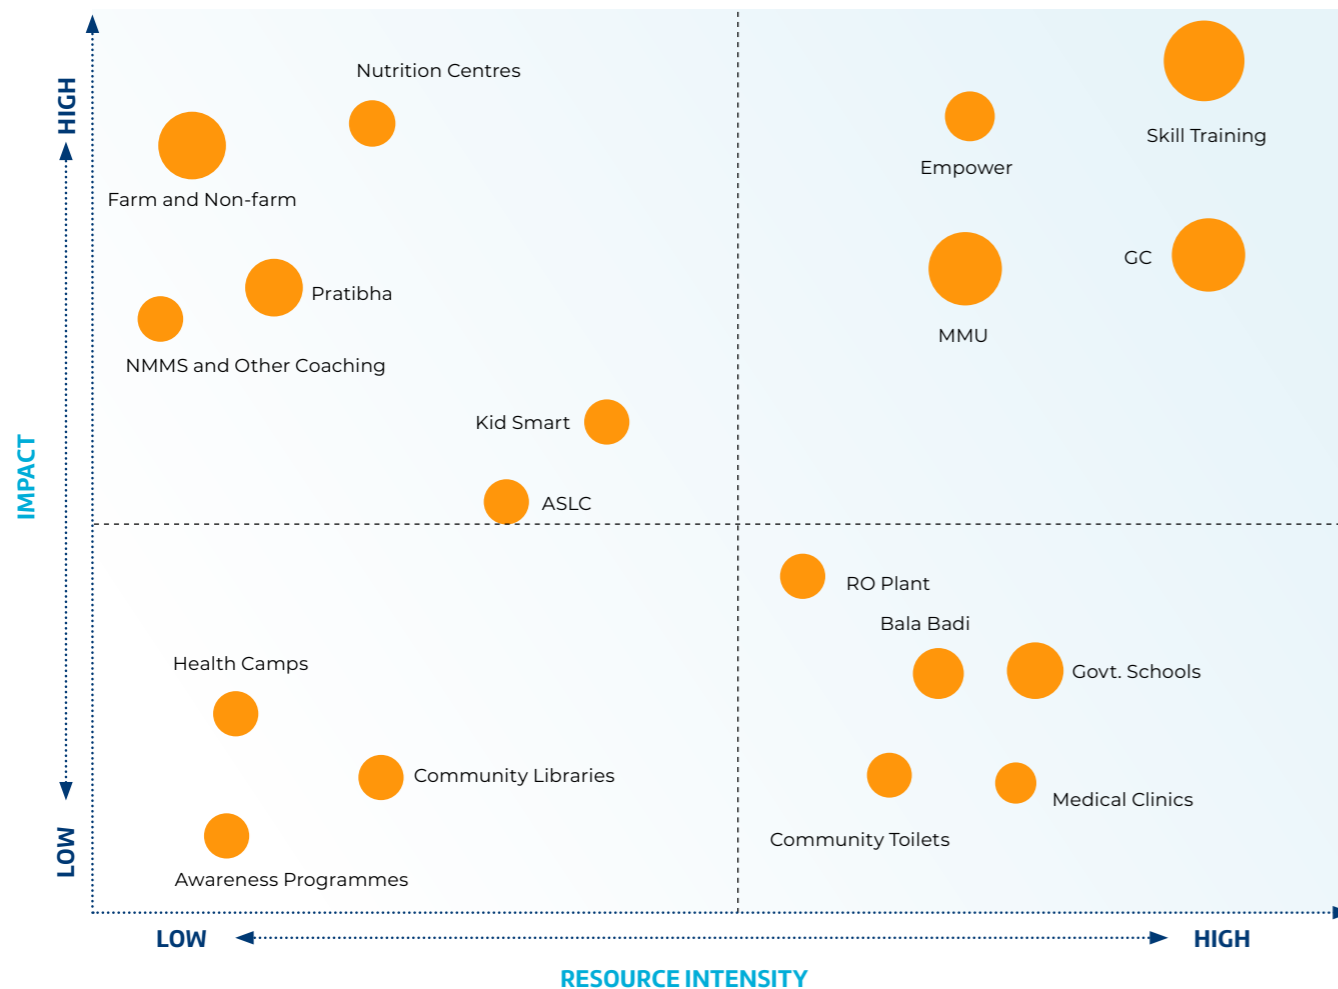 HIGH
Nutrition Centres
Farm and Non-farm
Pratibha
NMMS and Other Coaching
Kid Smart
ASLC
Skill Training
Empower
GC
MMU
IMPACT
RO Plant
Bala Badi
Govt. Schools
Health Camps
Community Libraries
Medical Clinics
Community Toilets
Awareness Programmes
LOW
LOW
HIGH
RESOURCE INTENSITY